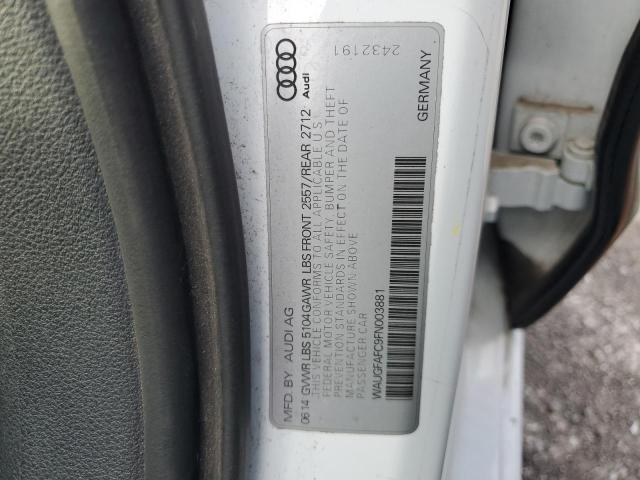 MFD. BY AUDI AG
0614 GVWR LBS 5104 GAWR LBS FRONT 2557/REAR 2712
THIS VEHICLE CONFORMS TO ALL APPLICABLE U.S.
FEDERAL MOTOR VEHICLE SAFETY, BUMPER AND THEFT
PREVENTION STANDARDS IN EFFECT ON THE DATE OF
MANUFACTURE SHOWN ABOVE
PASSENGER CAR
WAUGFAFC9FN003881
GERMANY
Audi
2432191